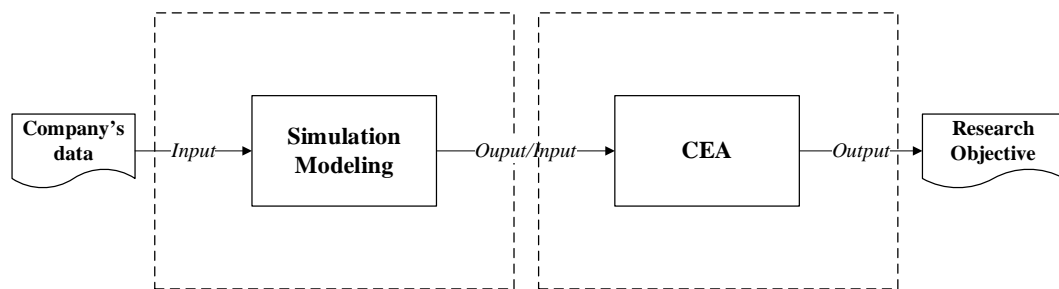 Company's
data
Input
Simulation
Modeling
Ouput/Input
CEA
Output
Research
Objective